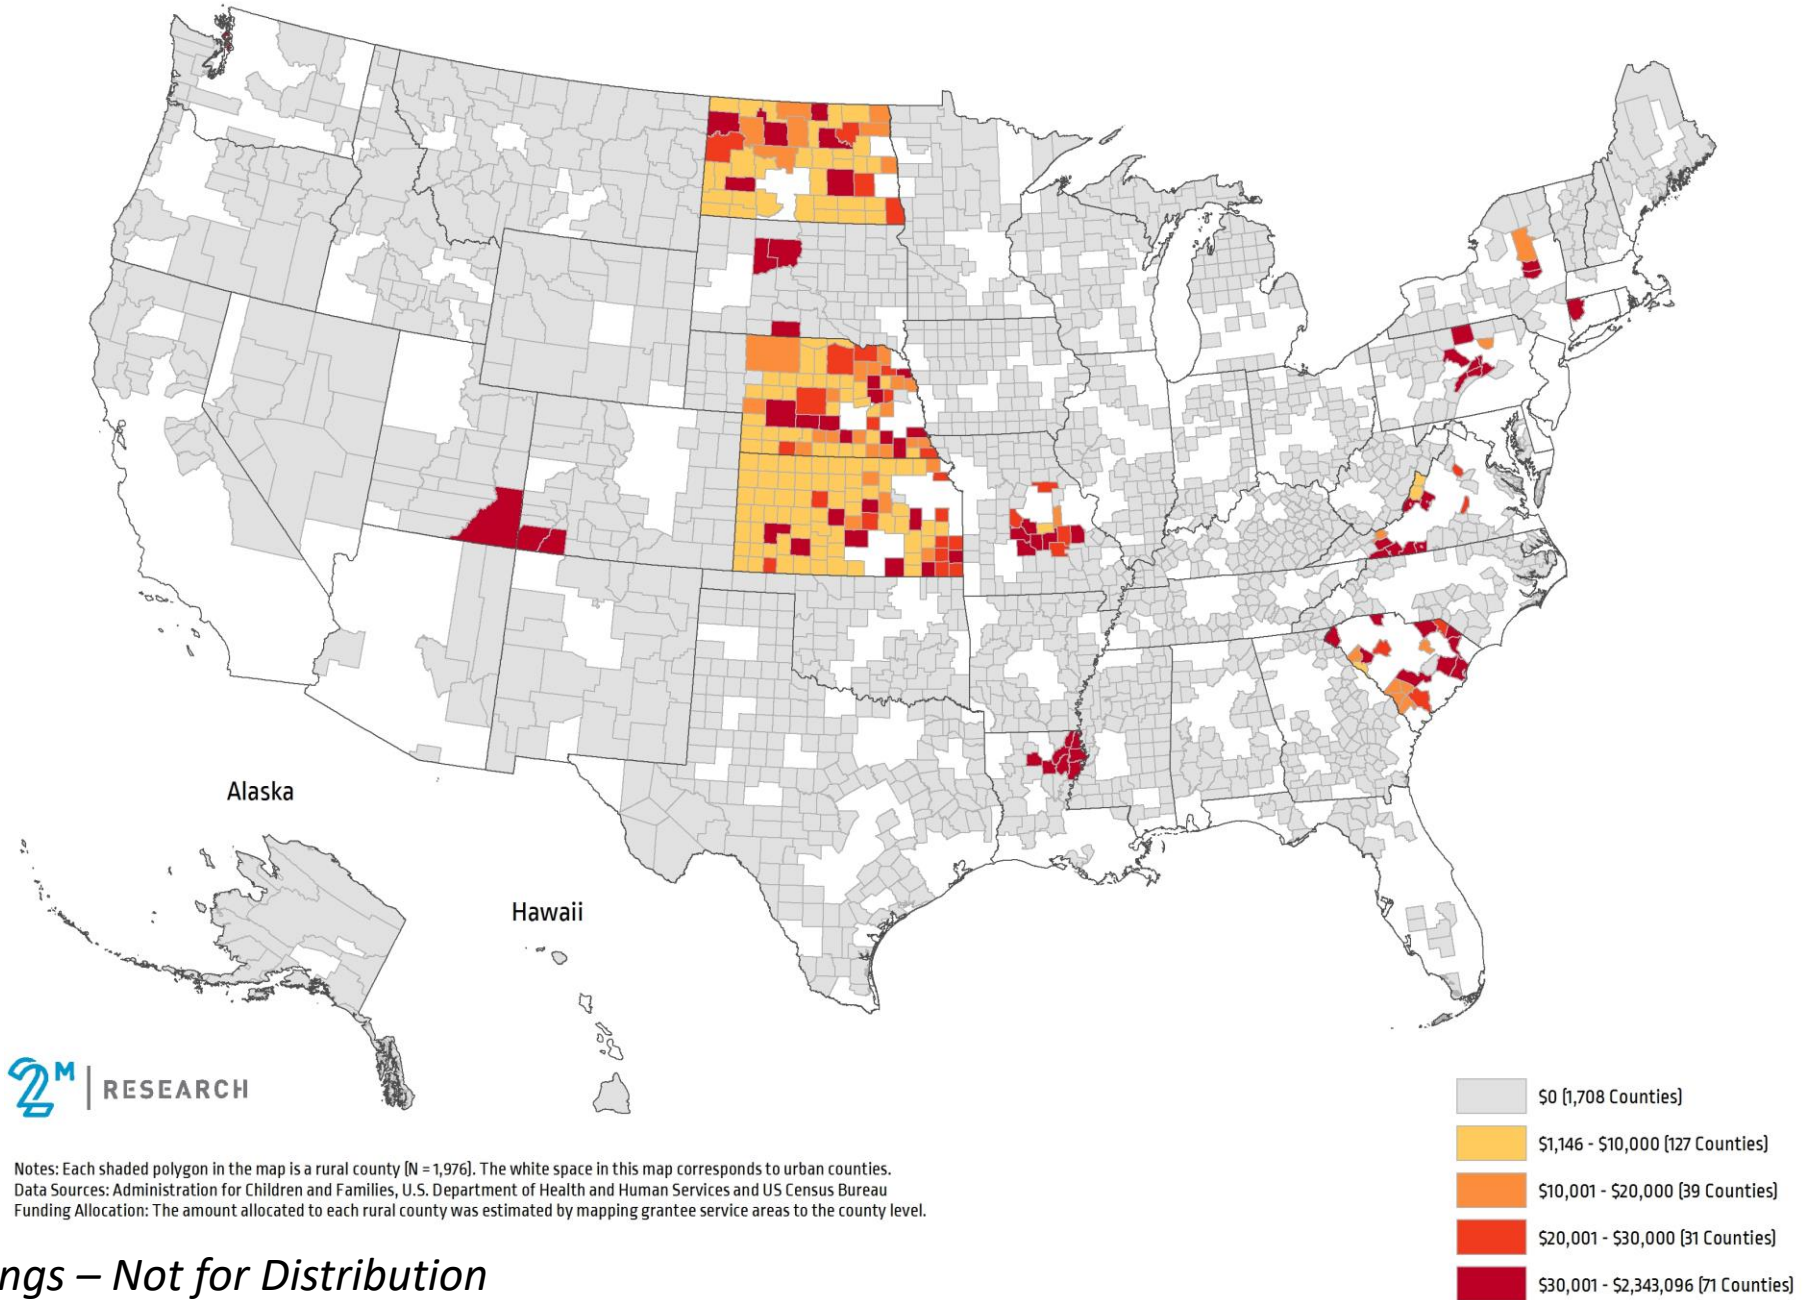 Alaska
Hawaii
2M RESEARCH
$0 (1,708 Counties)
$1,146 - $10,000 (127 Counties)
$10,001 - $20,000 (39 Counties)
$20,001 - $30,000 (31 Counties)
$30,001 - $2,343,096 (71 Counties)
Notes: Each shaded polygon in the map is a rural county (N = 1,976). The white space in this map corresponds to urban counties.
Data Sources: Administration for Children and Families, U.S. Department of Health and Human Services and US Census Bureau
Funding Allocation: The amount allocated to each rural county was estimated by mapping grantee service areas to the county level.
ngs – Not for Distribution